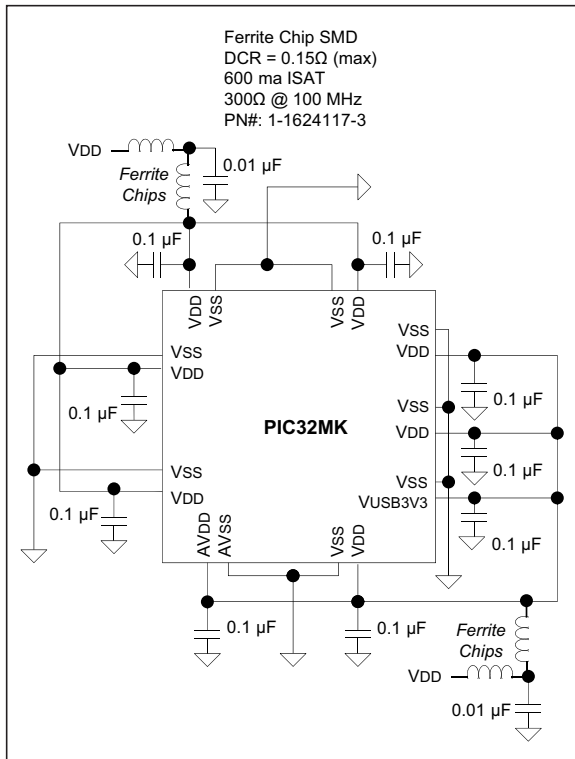 Ferrite Chip SMD
DCR = 0.15Ω (max)
600 ma ISAT
300Ω @ 100 MHz
PN#: 1-1624117-3
VDD
0.01 µF
Ferrite
Chips
0.1 µF
0.1 µF
VDD
VSS
VSS
VDD
VSS
VDD
0.1 µF
VSS
VDD
0.1 µF
PIC32MK
VSS
VDD
0.1 µF
VSS
VDD
0.1 µF
VSS
VUSB3V3
0.1 µF
AVDD
AVSS
VSS
VDD
0.1 µF
0.1 µF
Ferrite
Chips
VDD
0.01 µF